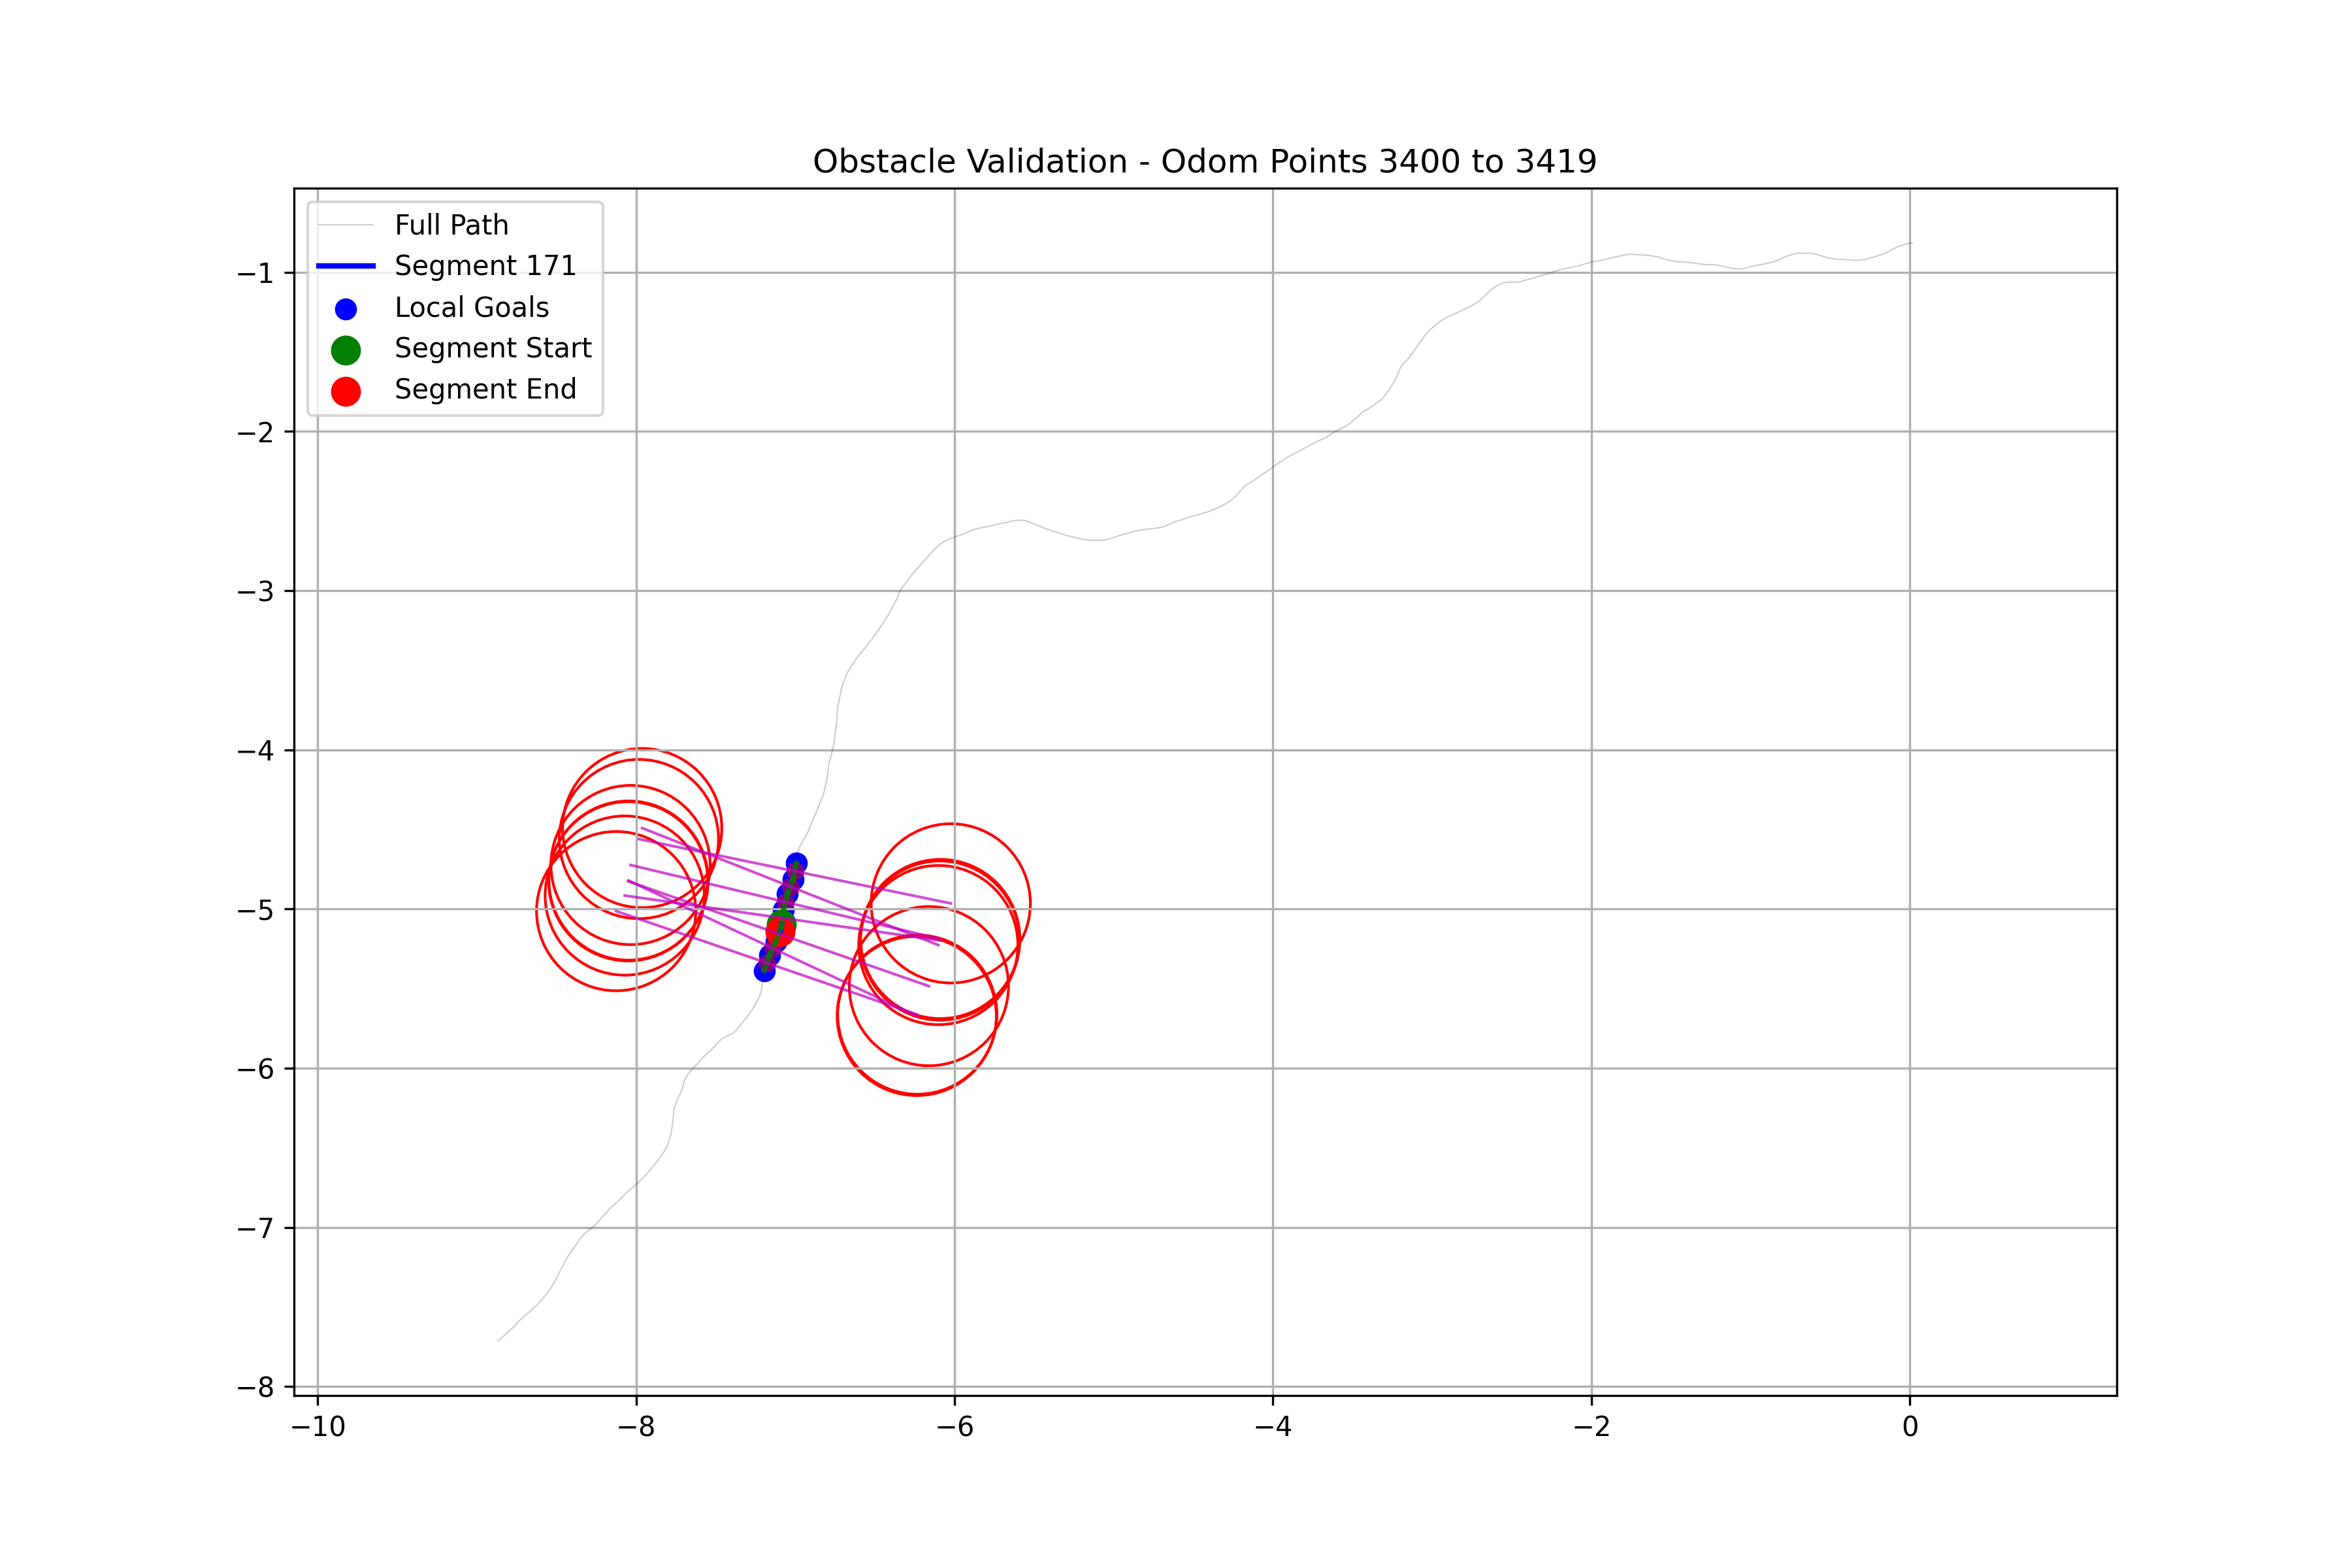 Obstacle Validation - Odom Points 3400 to 3419
Full Path
Segment 171
Local Goals
Segment Start
Segment End
−1
−2
−3
−4
−5
−6
−7
−8
−10
−8
−6
−4
−2
0